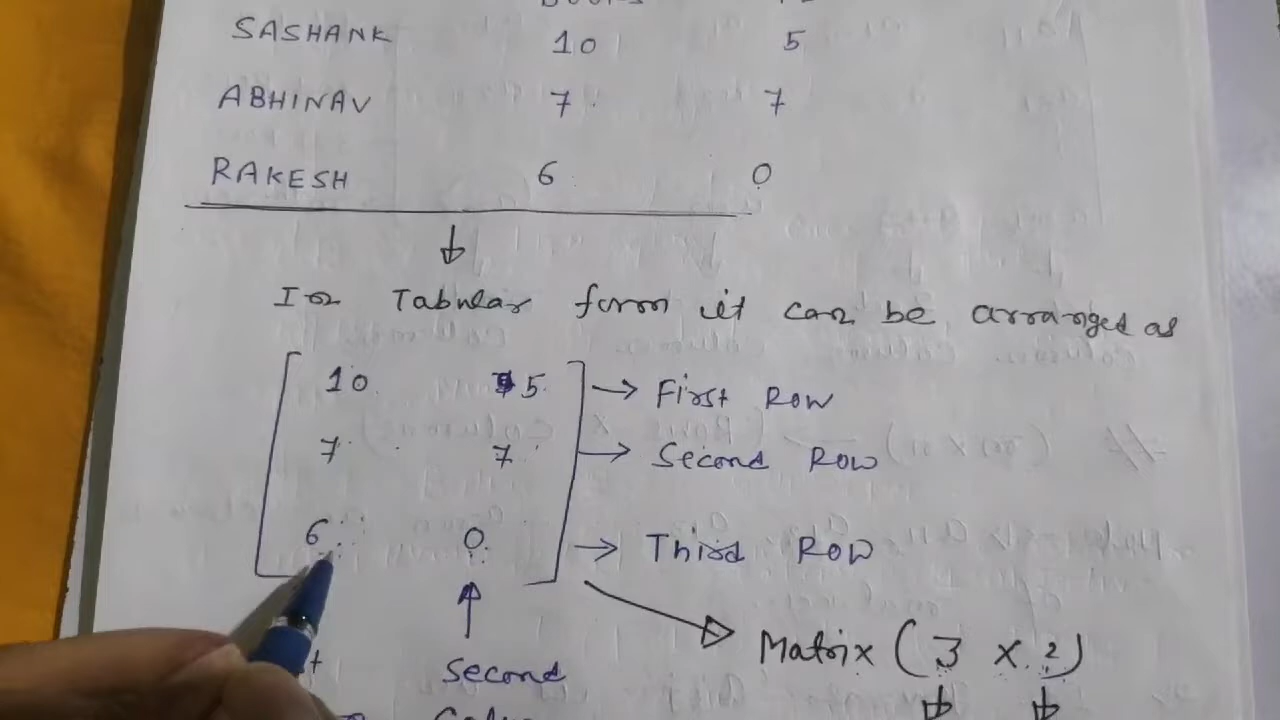 SASHANK 10 5
ABHINAV 7 7
RAKESH 6 0
In Tabular form it can be arranged as
10 5 → First Row
7 7 → Second Row
6 0 → Third Row
Matrix (3 x 2)
Second